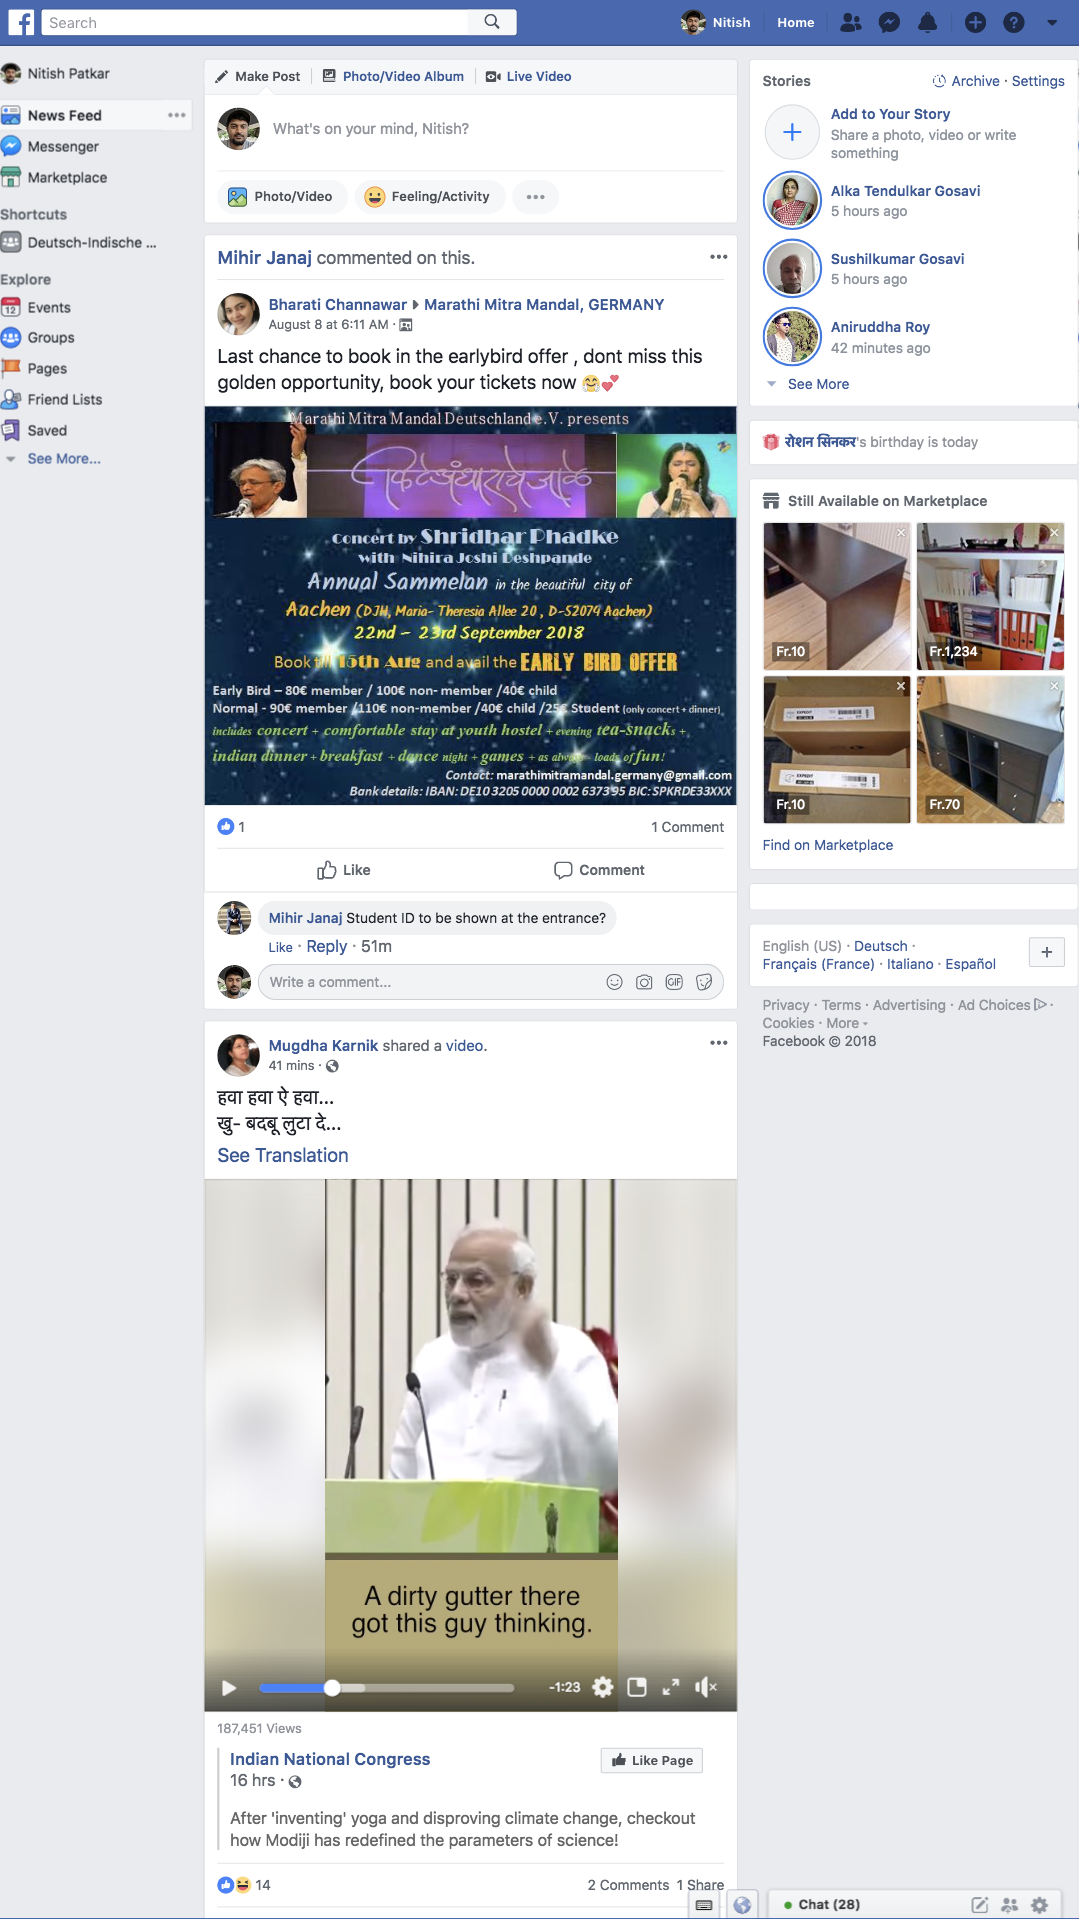 Search
Nitish
Home
Nitish Patkar
News Feed
Messenger
Marketplace
Shortcuts
Deutsch-Indische ...
Explore
Events
Groups
Pages
Friend Lists
Saved
See More...
Make Post
Photo/Video Album
Live Video
What's on your mind, Nitish?
Photo/Video
Feeling/Activity
Mihir Janaj commented on this.
Bharati Channawar ▸ Marathi Mitra Mandal, GERMANY
August 8 at 6:11 AM ·
Last chance to book in the earlybird offer , dont miss this
golden opportunity, book your tickets now
Marathi Mitra Mandal Deutschland e.V. presents
फिटे अंधाराचे जाळे
Concert by Shridhar Phadke
with Nihira Joshi Deshpande
Annual Sammelan in the beautiful city of
Aachen (DJH, Maria- Theresia Allee 20 , D-52074 Aachen)
22nd – 23rd September 2018
Book till 15th Aug and avail the EARLY BIRD OFFER
Early Bird – 80€ member / 100€ non- member /40€ child
Normal - 90€ member /110€ non-member /40€ child /25€ Student (only concert + dinner)
includes concert + comfortable stay at youth hostel + evening tea-snacks +
indian dinner + breakfast + dance night + games + as always- loads of fun!
Contact: marathimitramandal.germany@gmail.com
Bank details: IBAN: DE10 3205 0000 0002 6373 95 BIC: SPKRDE33XXX
1
1 Comment
Like
Comment
Mihir Janaj Student ID to be shown at the entrance?
Like · Reply · 51m
Write a comment...
GIF
Mugdha Karnik shared a video.
41 mins ·
हवा हवा ऐ हवा...
खु- बदबू लुटा दे...
See Translation
A dirty gutter there
got this guy thinking.
-1:23
187,451 Views
Indian National Congress
16 hrs ·
Like Page
After 'inventing' yoga and disproving climate change, checkout
how Modiji has redefined the parameters of science!
14
2 Comments 1 Share
Stories
Archive · Settings
Add to Your Story
Share a photo, video or write
something
Alka Tendulkar Gosavi
5 hours ago
Sushilkumar Gosavi
5 hours ago
Aniruddha Roy
42 minutes ago
See More
रोशन सिनकर's birthday is today
Still Available on Marketplace
Fr.10
Fr.1,234
EXPEDIT
EXPEDIT
Fr.10
Fr.70
Find on Marketplace
English (US) · Deutsch ·
Français (France) · Italiano · Español
Privacy · Terms · Advertising · Ad Choices ·
Cookies · More
Facebook © 2018
Chat (28)